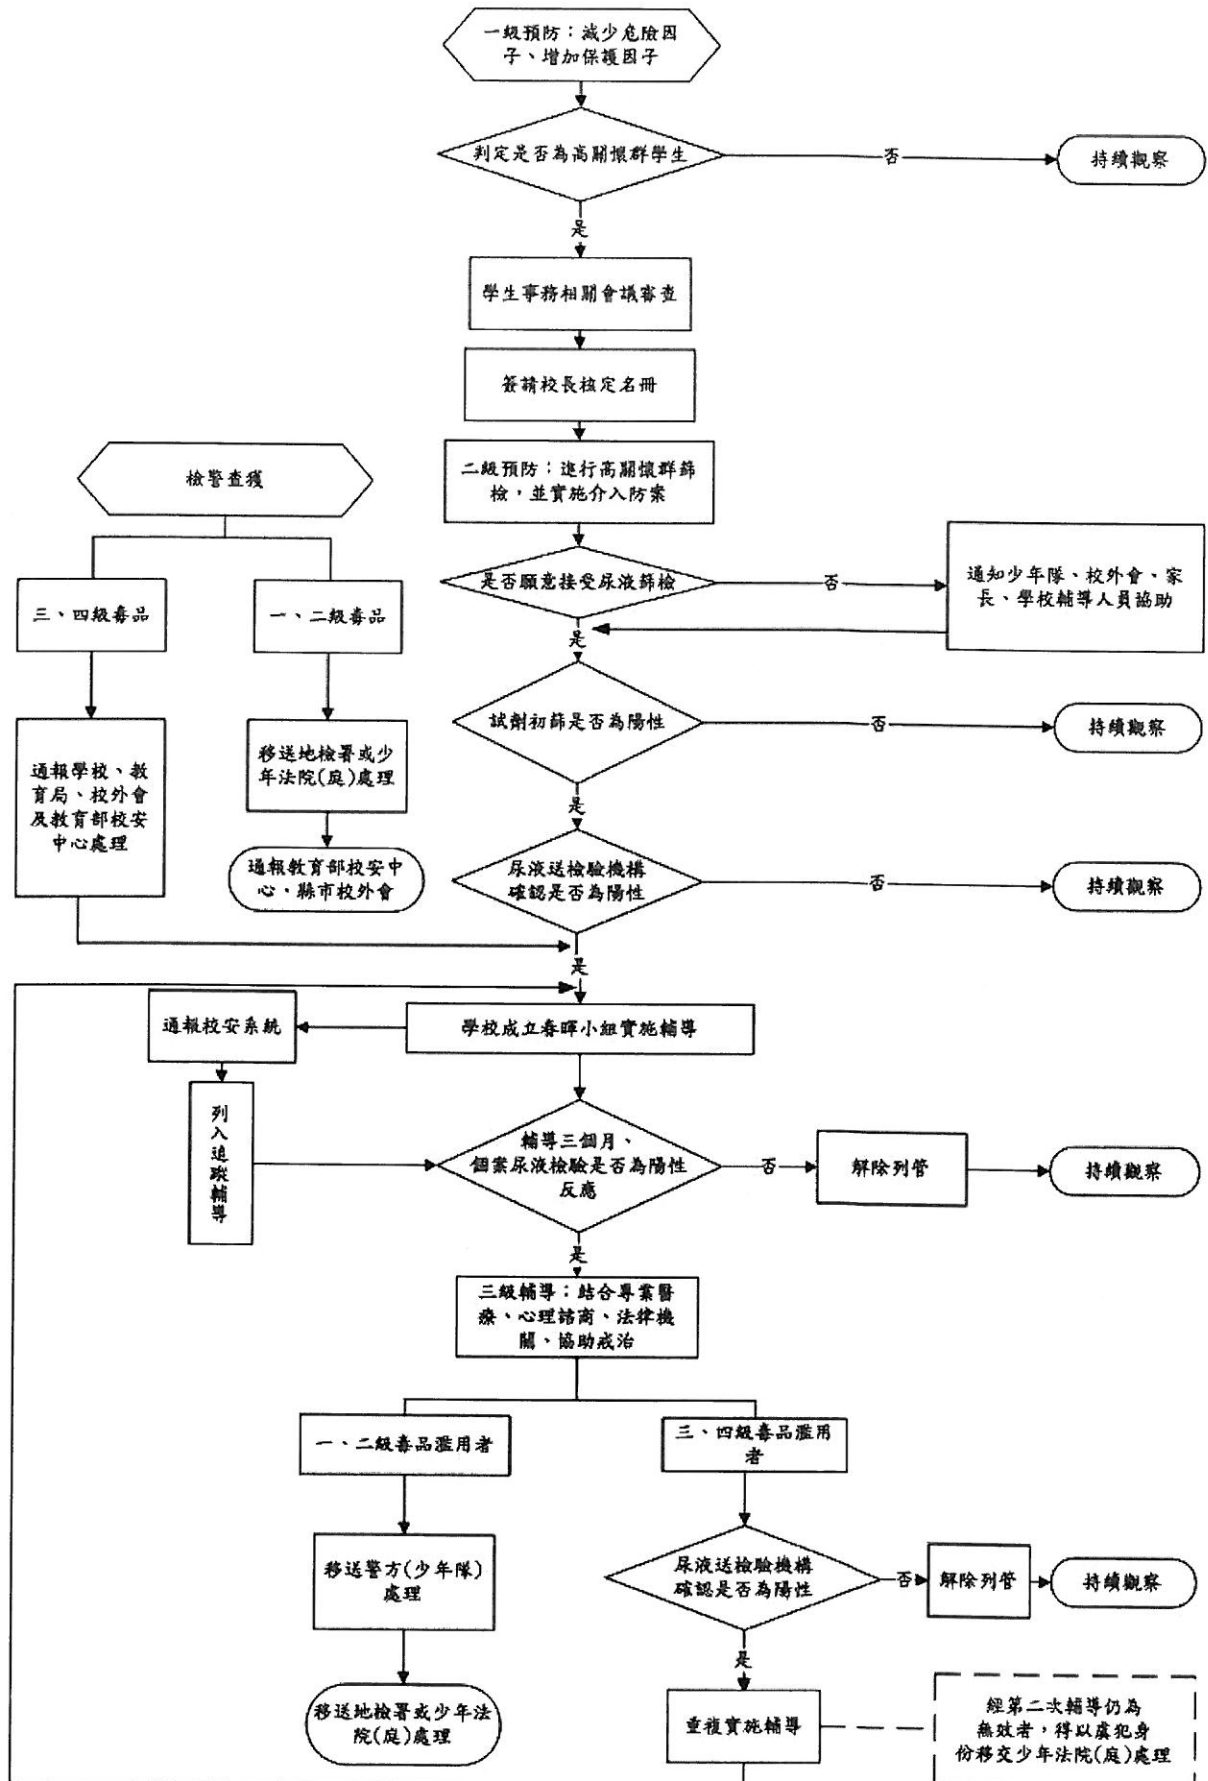 一級預防：減少危險因
子、增加保護因子
判定是否為高關懷群學生
否
持續觀察
是
學生事務相關會議審查
簽請校長核定名冊
檢警查獲
二級預防：進行高關懷群篩
檢，並實施介入防案
三、四級毒品
一、二級毒品
是否願意接受尿液篩檢
否
通知少年隊、校外會、家
長、學校輔導人員協助
是
試劑初篩是否為陽性
否
持續觀察
通報學校、教
育局、校外會
及教育部校安
中心處理
移送地檢署或少
年法院(庭)處理
是
通報教育部校安中
心，縣市校外會
尿液送檢驗機構
確認是否為陽性
否
持續觀察
是
通報校安系統
學校成立春暉小組實施輔導
列入追蹤輔導
輔導三個月、
個案尿液檢驗是否為陽性
反應
否
解除列管
持續觀察
是
三級輔導：結合專業醫
療、心理諮商、法律機
關、協助戒治
一、二級毒品濫用者
三、四級毒品濫用
者
移送警方(少年隊)
處理
尿液送檢驗機構
確認是否為陽性
否
解除列管
持續觀察
是
移送地檢署或少年法
院(庭)處理
重複實施輔導
經第二次輔導仍為
無效者，得以虞犯身
份移交少年法院(庭)處理